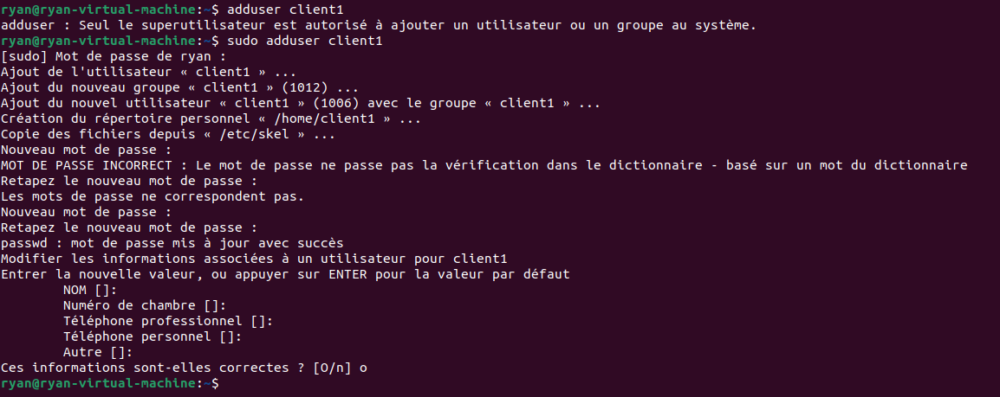 ryan@ryan-virtual-machine:~$ adduser client1
adduser : Seul le superutilisateur est autorisé à ajouter un utilisateur ou un groupe au système.
ryan@ryan-virtual-machine:~$ sudo adduser client1
[sudo] Mot de passe de ryan :
Ajout de l'utilisateur « client1 » ...
Ajout du nouveau groupe « client1 » (1012) ...
Ajout du nouvel utilisateur « client1 » (1006) avec le groupe « client1 » ...
Création du répertoire personnel « /home/client1 » ...
Copie des fichiers depuis « /etc/skel » ...
Nouveau mot de passe :
MOT DE PASSE INCORRECT : Le mot de passe ne passe pas la vérification dans le dictionnaire - basé sur un mot du dictionnaire
Retapez le nouveau mot de passe :
Les mots de passe ne correspondent pas.
Nouveau mot de passe :
Retapez le nouveau mot de passe :
passwd : mot de passe mis à jour avec succès
Modifier les informations associées à un utilisateur pour client1
Entrer la nouvelle valeur, ou appuyer sur ENTER pour la valeur par défaut
NOM []:
Numéro de chambre []:
Téléphone professionnel []:
Téléphone personnel []:
Autre []:
Ces informations sont-elles correctes ? [O/n] o
ryan@ryan-virtual-machine:~$